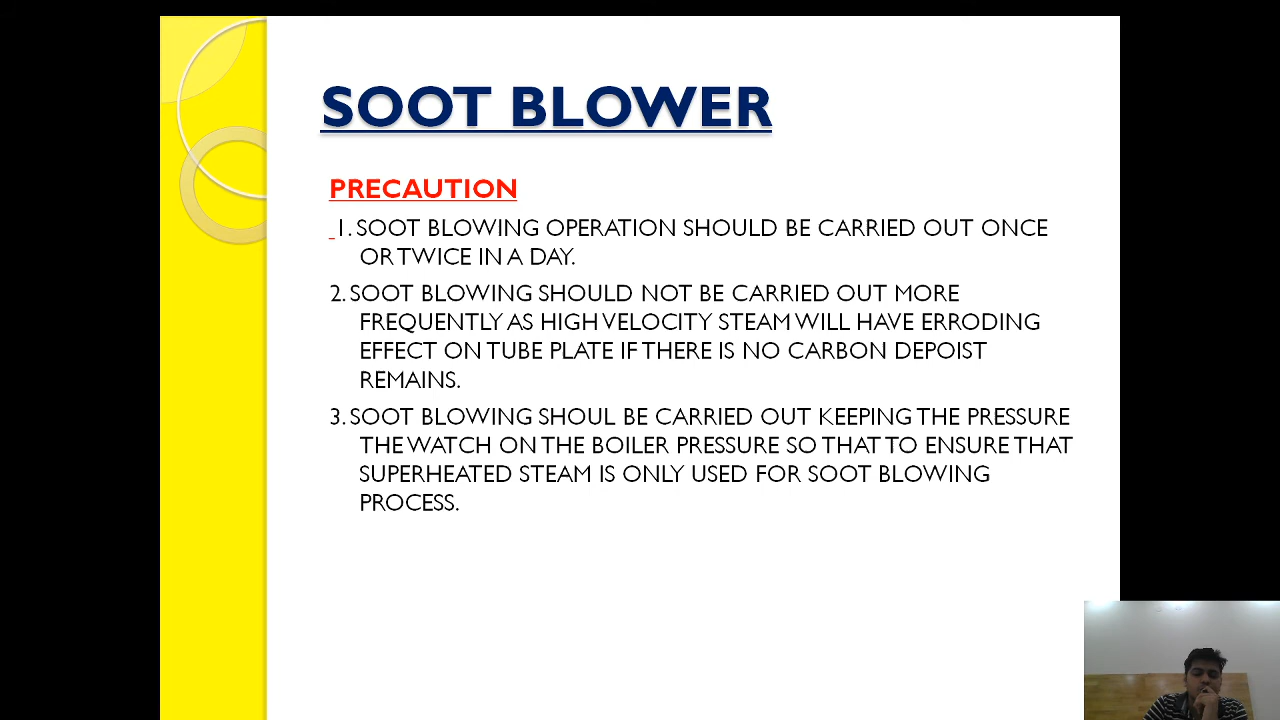 SOOT BLOWER
PRECAUTION
1. SOOT BLOWING OPERATION SHOULD BE CARRIED OUT ONCE
OR TWICE IN A DAY.
2. SOOT BLOWING SHOULD NOT BE CARRIED OUT MORE
FREQUENTLY AS HIGH VELOCITY STEAM WILL HAVE ERRODING
EFFECT ON TUBE PLATE IF THERE IS NO CARBON DEPOIST
REMAINS.
3. SOOT BLOWING SHOUL BE CARRIED OUT KEEPING THE PRESSURE
THE WATCH ON THE BOILER PRESSURE SO THAT TO ENSURE THAT
SUPERHEATED STEAM IS ONLY USED FOR SOOT BLOWING
PROCESS.